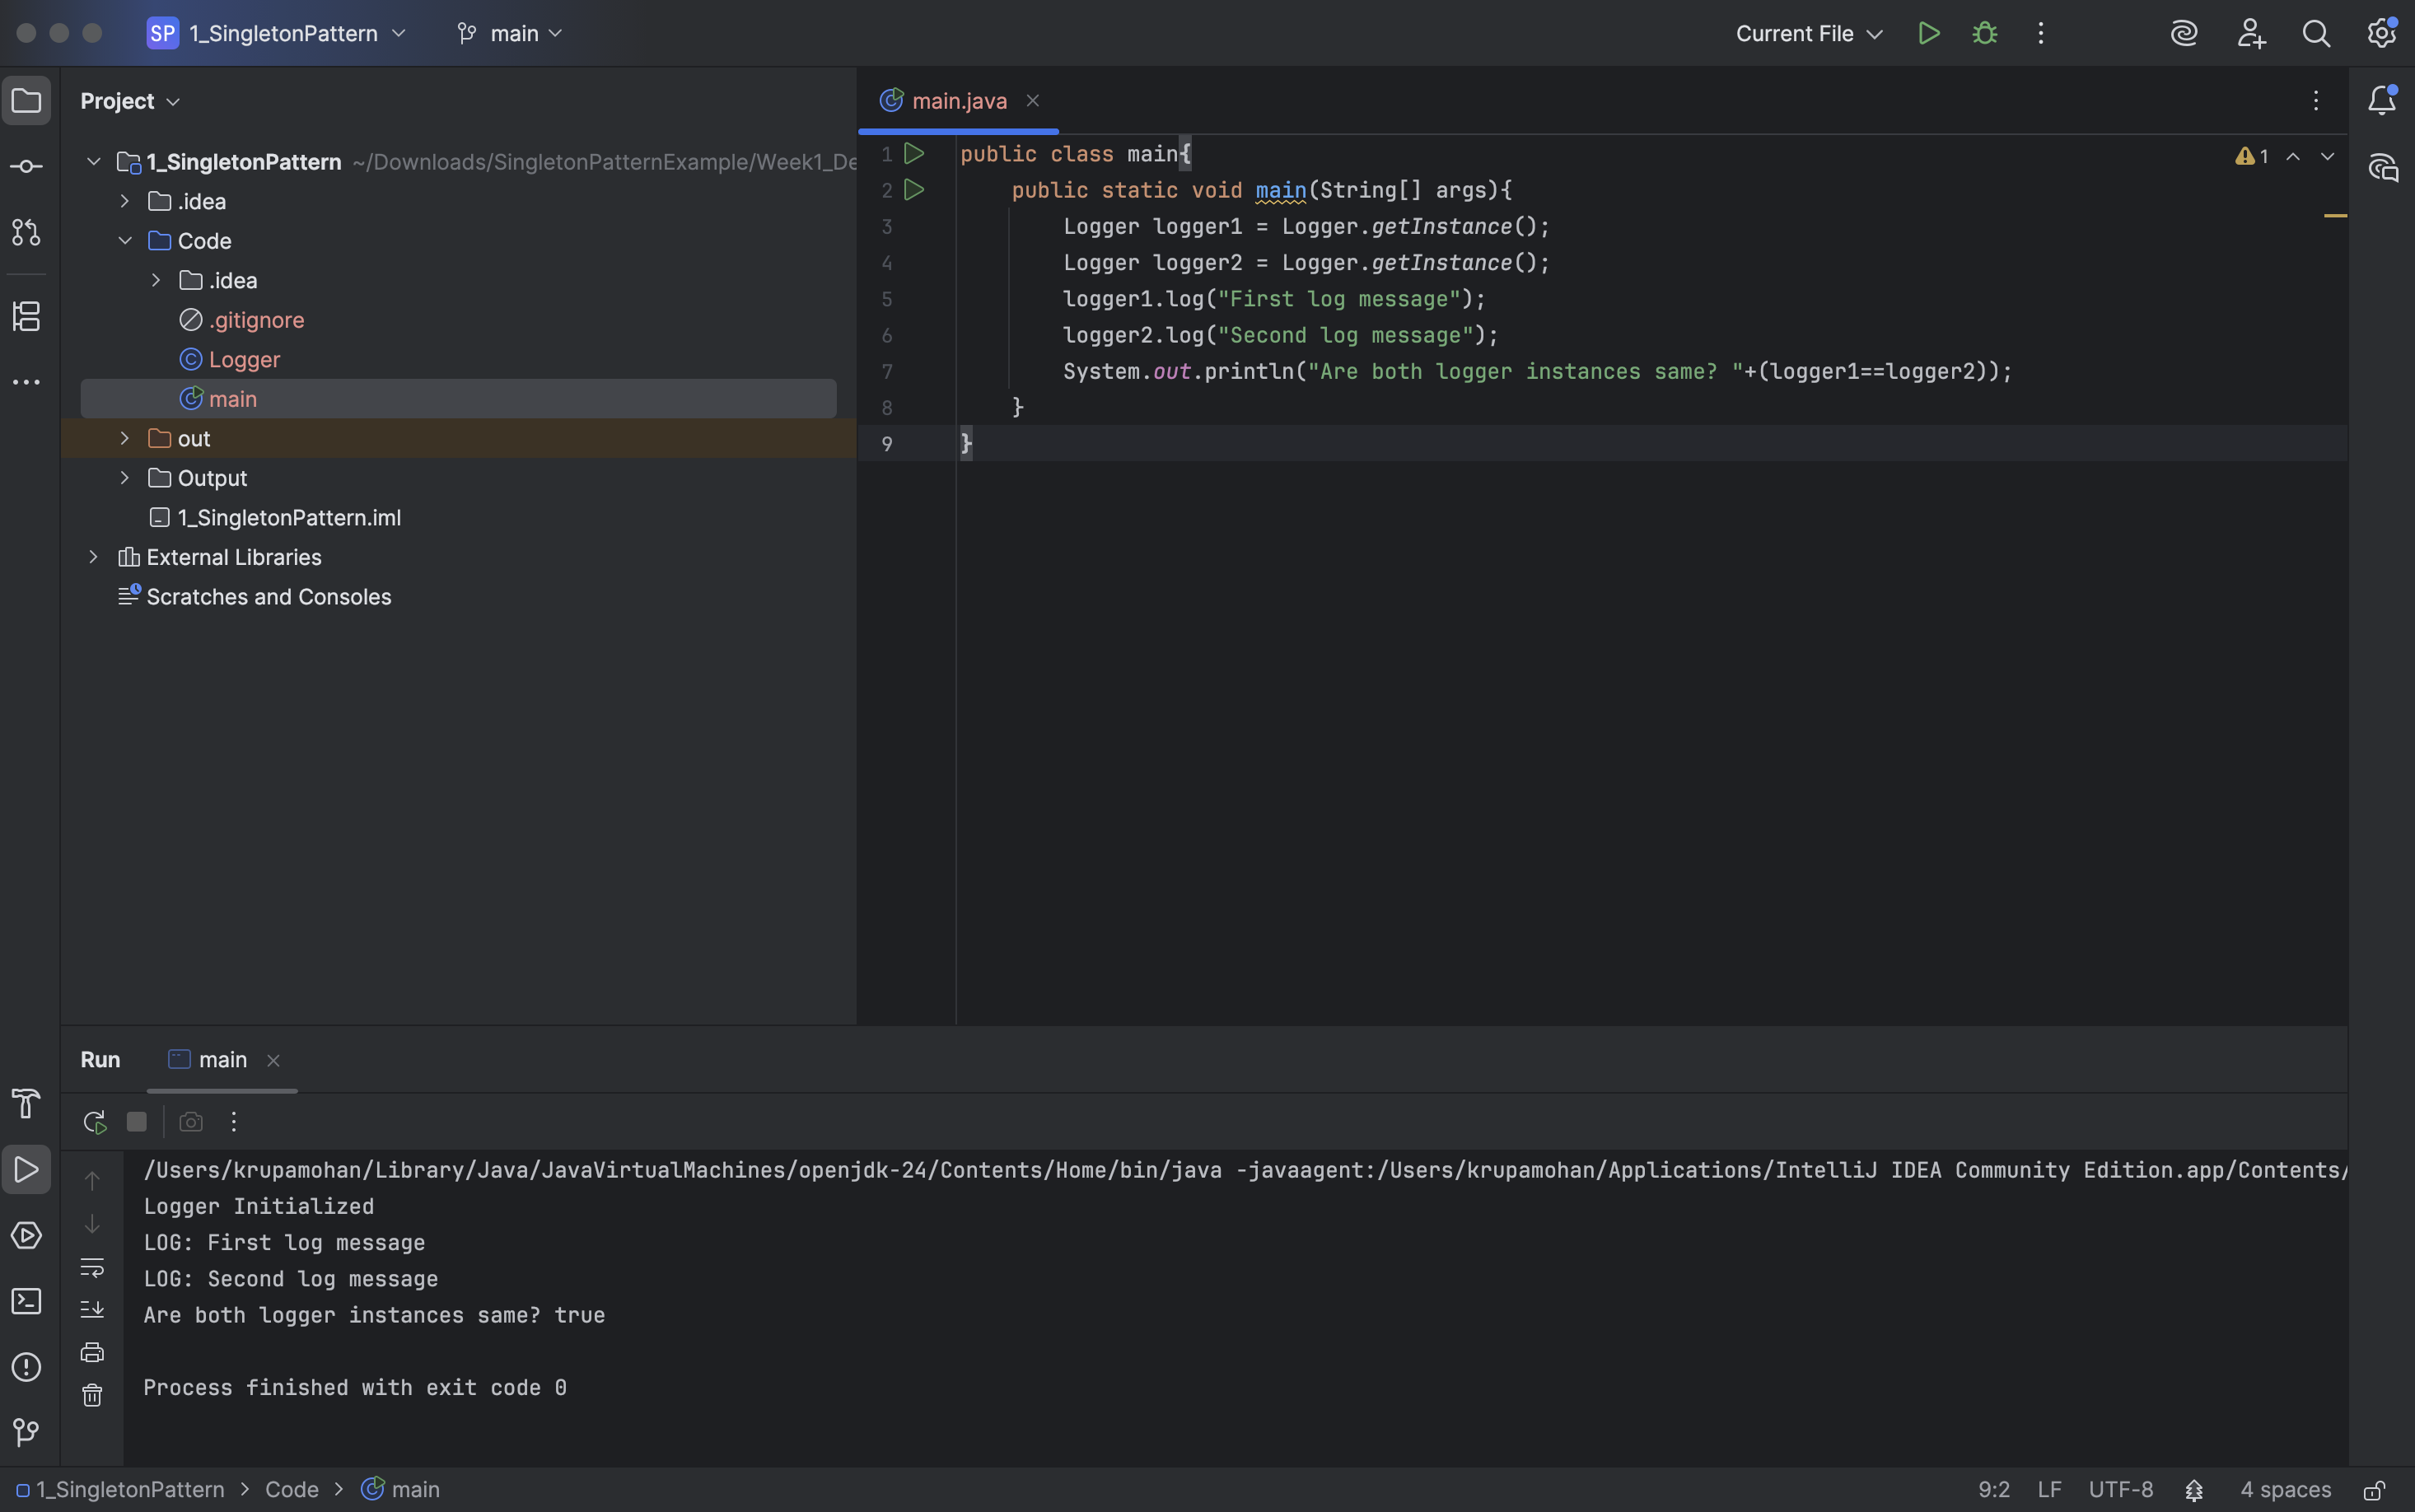 SP 1_SingletonPattern main Current File
Project
main.java
1_SingletonPattern ~/Downloads/SingletonPatternExample/Week1_De
.idea
Code
.idea
.gitignore
Logger
main
out
Output
1_SingletonPattern.iml
External Libraries
Scratches and Consoles
1 public class main{
2 public static void main(String[] args){
3 Logger logger1 = Logger.getInstance();
4 Logger logger2 = Logger.getInstance();
5 logger1.log("First log message");
6 logger2.log("Second log message");
7 System.out.println("Are both logger instances same? "+(logger1==logger2));
8 }
9 }
1
Run main
/Users/krupamohan/Library/Java/JavaVirtualMachines/openjdk-24/Contents/Home/bin/java -javaagent:/Users/krupamohan/Applications/IntelliJ IDEA Community Edition.app/Contents/
Logger Initialized
LOG: First log message
LOG: Second log message
Are both logger instances same? true
Process finished with exit code 0
1_SingletonPattern > Code > main 9:2 LF UTF-8 4 spaces